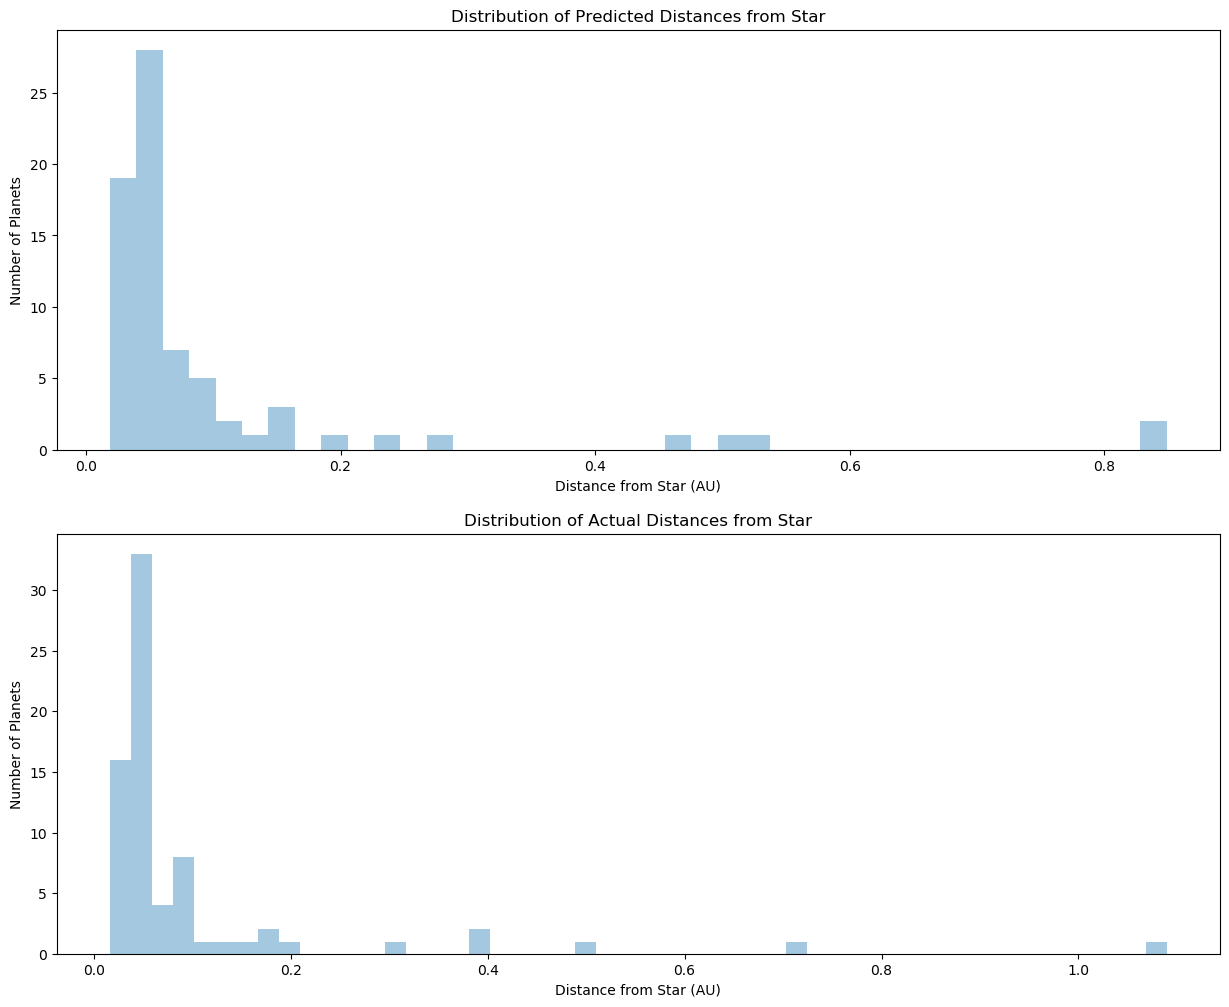 Distribution of Predicted Distances from Star
25
20
15
10
5
0
Number of Planets
0.0 0.2 0.4 0.6 0.8
Distance from Star (AU)
Distribution of Actual Distances from Star
30
25
20
15
10
5
0
Number of Planets
0.0 0.2 0.4 0.6 0.8 1.0
Distance from Star (AU)